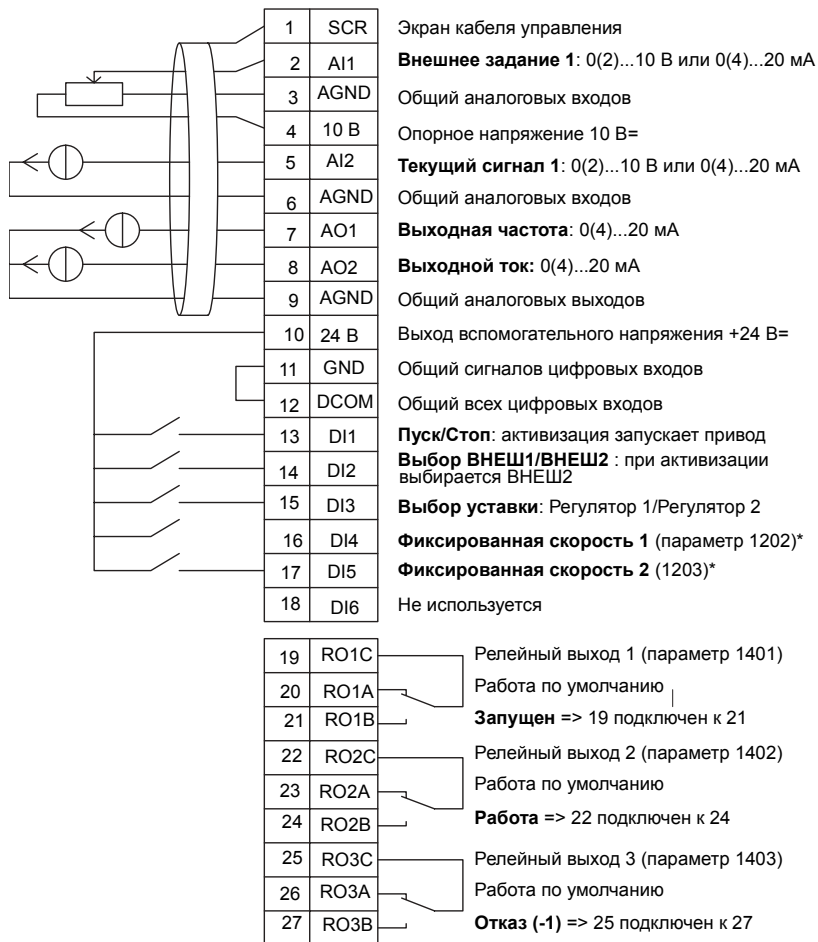 1 SCR Экран кабеля управления
2 AI1 Внешнее задание 1: 0(2)...10 В или 0(4)...20 мА
3 AGND Общий аналоговых входов
4 10 В Опорное напряжение 10 В=
5 AI2 Текущий сигнал 1: 0(2)...10 В или 0(4)...20 мА
6 AGND Общий аналоговых входов
7 AO1 Выходная частота: 0(4)...20 мА
8 AO2 Выходной ток: 0(4)...20 мА
9 AGND Общий аналоговых выходов
10 24 В Выход вспомогательного напряжения +24 В=
11 GND Общий сигналов цифровых входов
12 DCOM Общий всех цифровых входов
13 DI1 Пуск/Стоп: активизация запускает привод
14 DI2 Выбор ВНЕШ1/ВНЕШ2 : при активизации
выбирается ВНЕШ2
15 DI3 Выбор уставки: Регулятор 1/Регулятор 2
16 DI4 Фиксированная скорость 1 (параметр 1202)*
17 DI5 Фиксированная скорость 2 (1203)*
18 DI6 Не используется
19 RO1C Релейный выход 1 (параметр 1401)
20 RO1A Работа по умолчанию
21 RO1B Запущен => 19 подключен к 21
22 RO2C Релейный выход 2 (параметр 1402)
23 RO2A Работа по умолчанию
24 RO2B Работа => 22 подключен к 24
25 RO3C Релейный выход 3 (параметр 1403)
26 RO3A Работа по умолчанию
27 RO3B Отказ (-1) => 25 подключен к 27